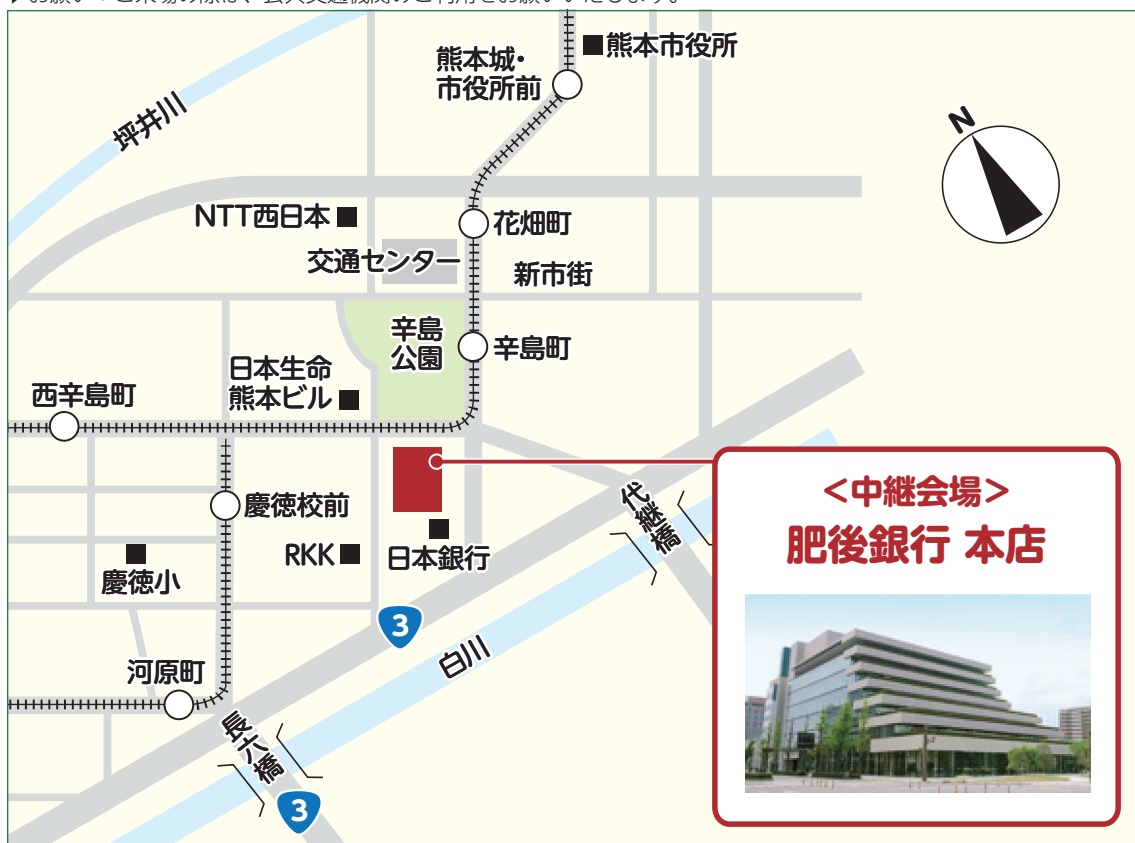 熊本市役所
熊本城・
市役所前
N
坪井川
NTT西日本
花畑町
交通センター
新市街
辛島
公園
辛島町
日本生命
熊本ビル
西辛島町
慶徳校前
代継橋
RKK
日本銀行
慶徳小
3
白川
河原町
長六橋
3
＜中継会場＞
肥後銀行 本店